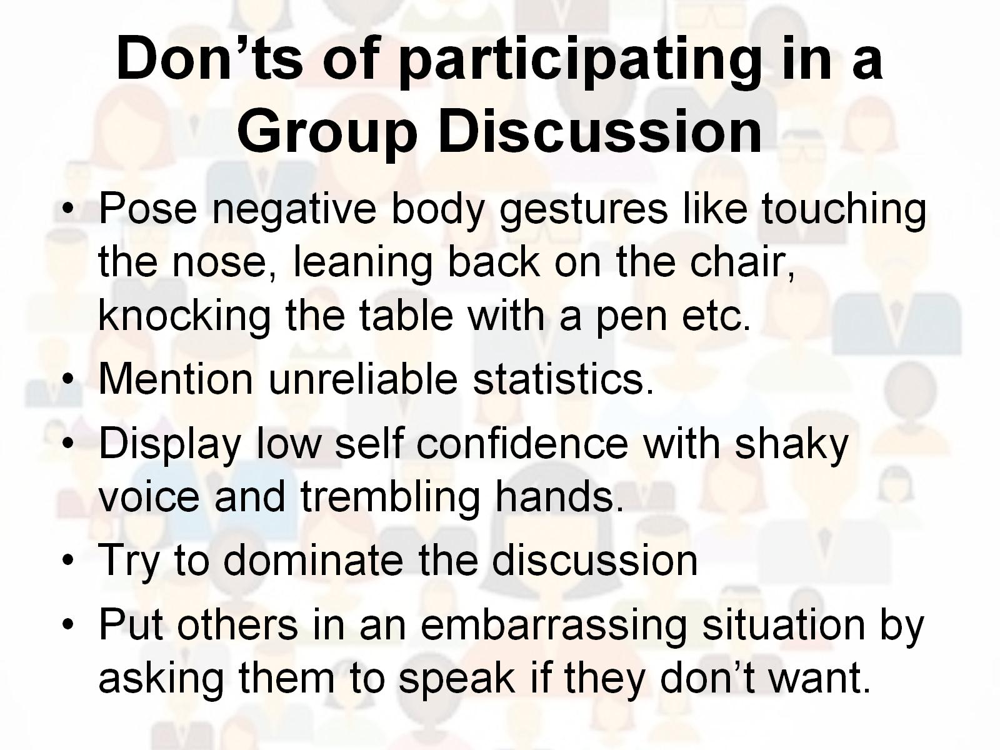 Don’ts of participating in a
Group Discussion
• Pose negative body gestures like touching
the nose, leaning back on the chair,
knocking the table with a pen etc.
• Mention unreliable statistics.
• Display low self confidence with shaky
voice and trembling hands.
• Try to dominate the discussion
• Put others in an embarrassing situation by
asking them to speak if they don’t want.